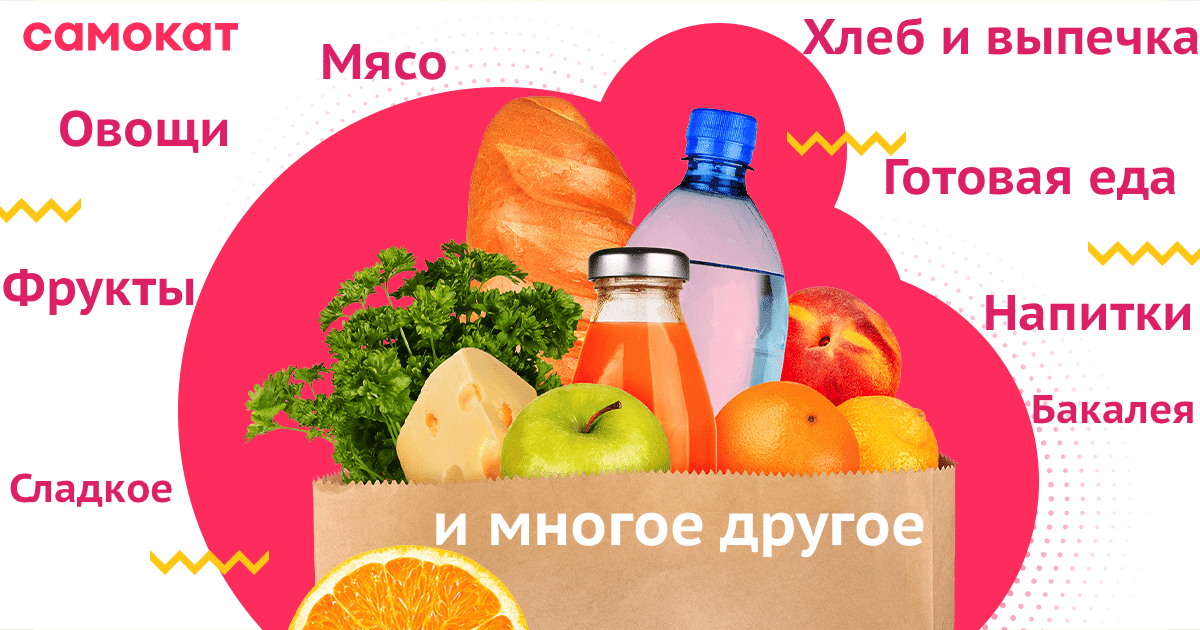 самокат
Мясо
Хлеб и выпечка
Овощи
Готовая еда
Фрукты
Напитки
Бакалея
Сладкое
и многое другое